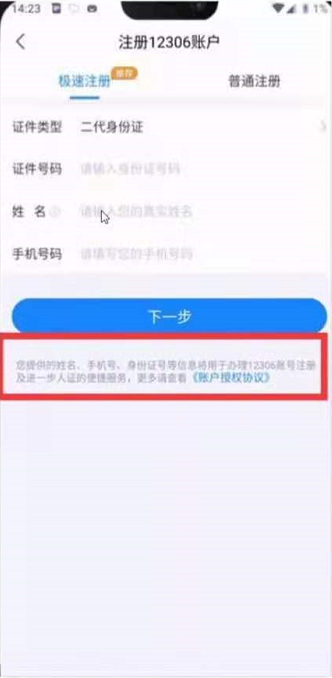 14:23
1%
注册12306账户
极速注册
推荐
普通注册
证件类型 二代身份证
证件号码 请输入身份证号码
姓 名 请输入您的真实姓名
手机号码 请填写您的手机号码
下一步
您提供的姓名、手机号、身份证号等信息将用于办理12306账号注册
及进一步人证的便捷服务，更多请查看《账户授权协议》